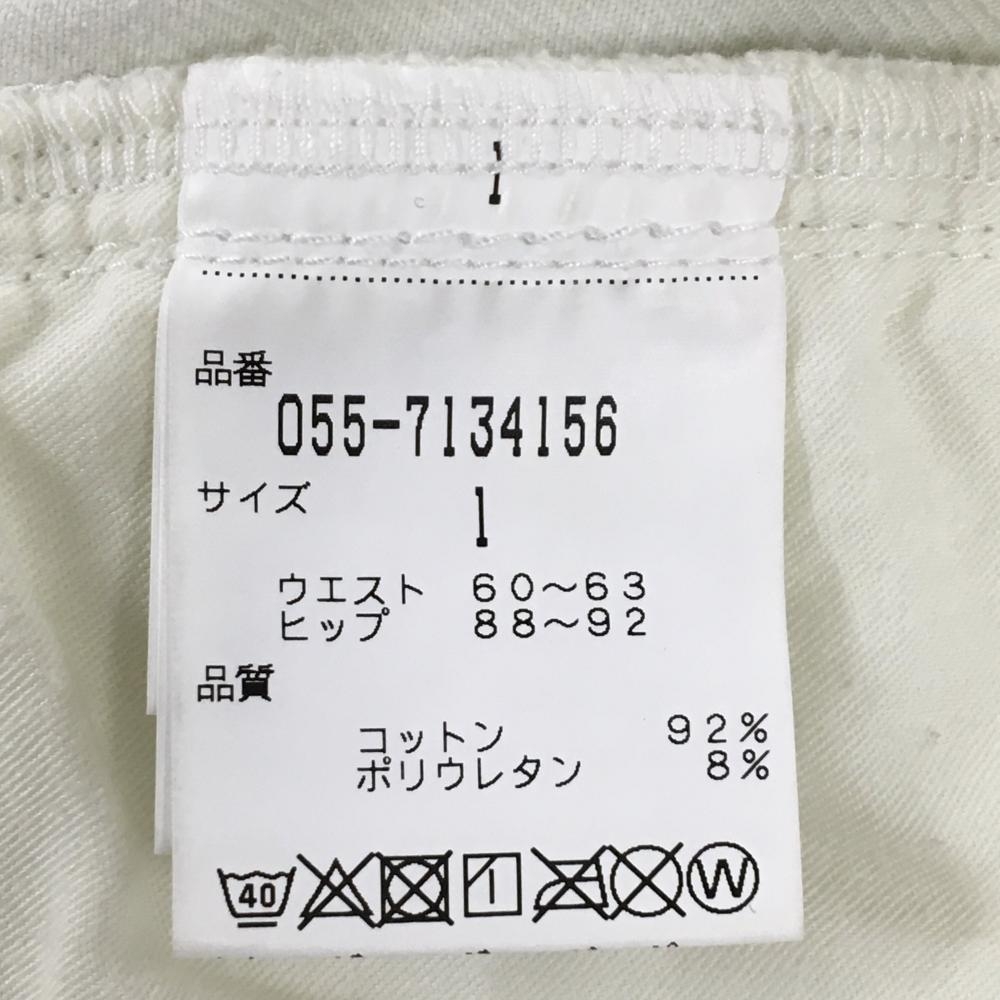 1
品番
055-7134156
サイズ 1
ウエスト 60～63
ヒップ 88～92
品質
コットン 92%
ポリウレタン 8%
40 W